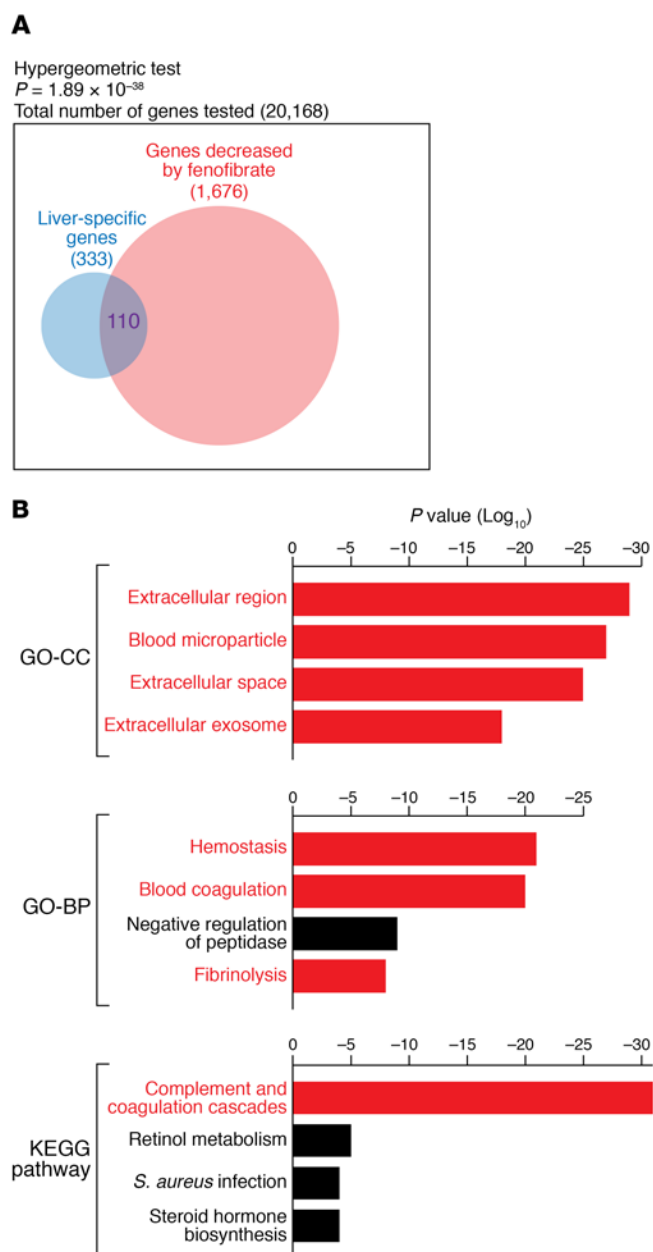 A
Hypergeometric test
P = 1.89 × 10⁻³⁸
Total number of genes tested (20,168)
Genes decreased
by fenofibrate
(1,676)
Liver-specific
genes
(333)
110
B
P value (Log₁₀)
0 –5 –10 –15 –20 –25 –30
GO-CC
Extracellular region
Blood microparticle
Extracellular space
Extracellular exosome
0 –5 –10 –15 –20 –25
GO-BP
Hemostasis
Blood coagulation
Negative regulation
of peptidase
Fibrinolysis
0 –5 –10 –15 –20 –25 –30
KEGG
pathway
Complement and
coagulation cascades
Retinol metabolism
S. aureus infection
Steroid hormone
biosynthesis